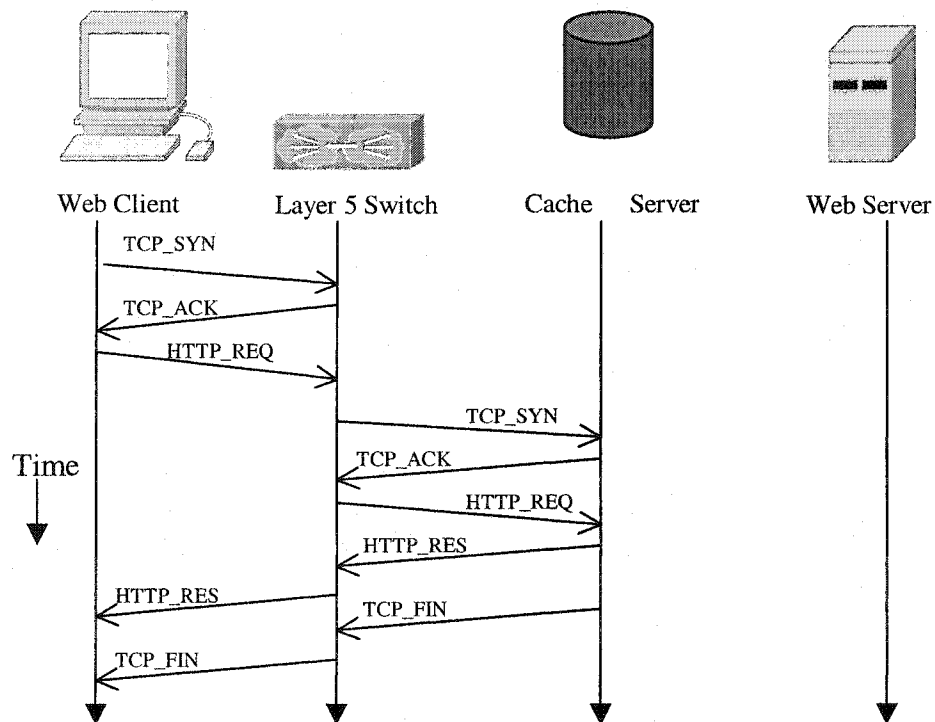 Web Client
Layer 5 Switch
Cache Server
Web Server
TCP_SYN
TCP_ACK
HTTP_REQ
TCP_SYN
Time
TCP_ACK
HTTP_REQ
HTTP_RES
HTTP_RES
TCP_FIN
TCP_FIN